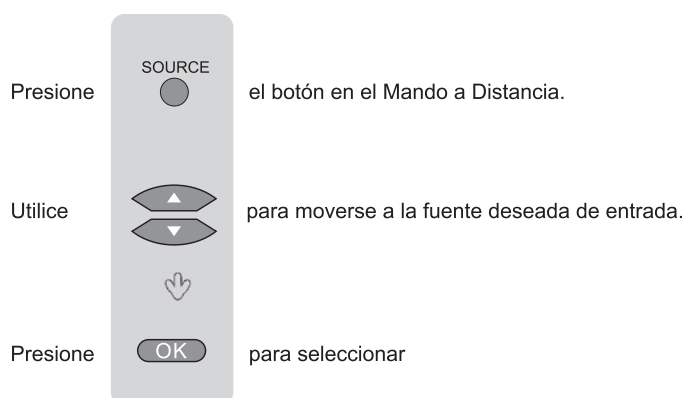 SOURCE
Presione el botón en el Mando a Distancia.
Utilice para moverse a la fuente deseada de entrada.
Presione OK para seleccionar